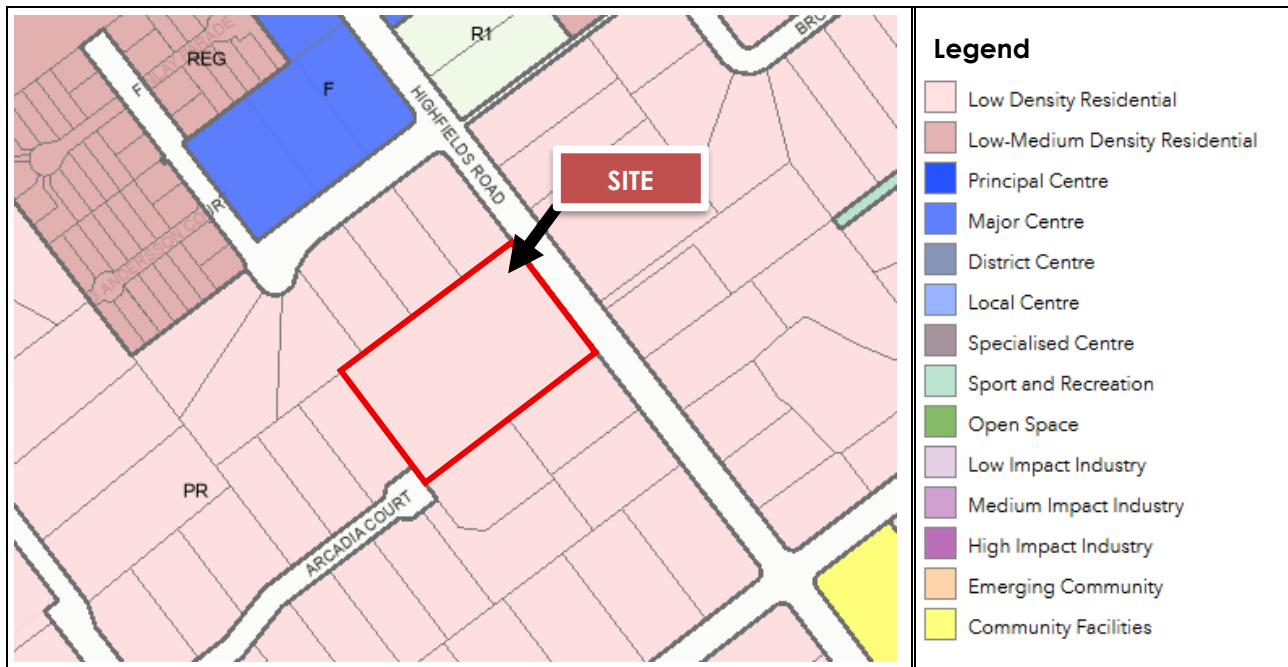 REG
F
R1
HIGHFIELDS ROAD
SITE
ANDERSSON COURT
PR
ARCADIA COURT
Legend
Low Density Residential
Low-Medium Density Residential
Principal Centre
Major Centre
District Centre
Local Centre
Specialised Centre
Sport and Recreation
Open Space
Low Impact Industry
Medium Impact Industry
High Impact Industry
Emerging Community
Community Facilities